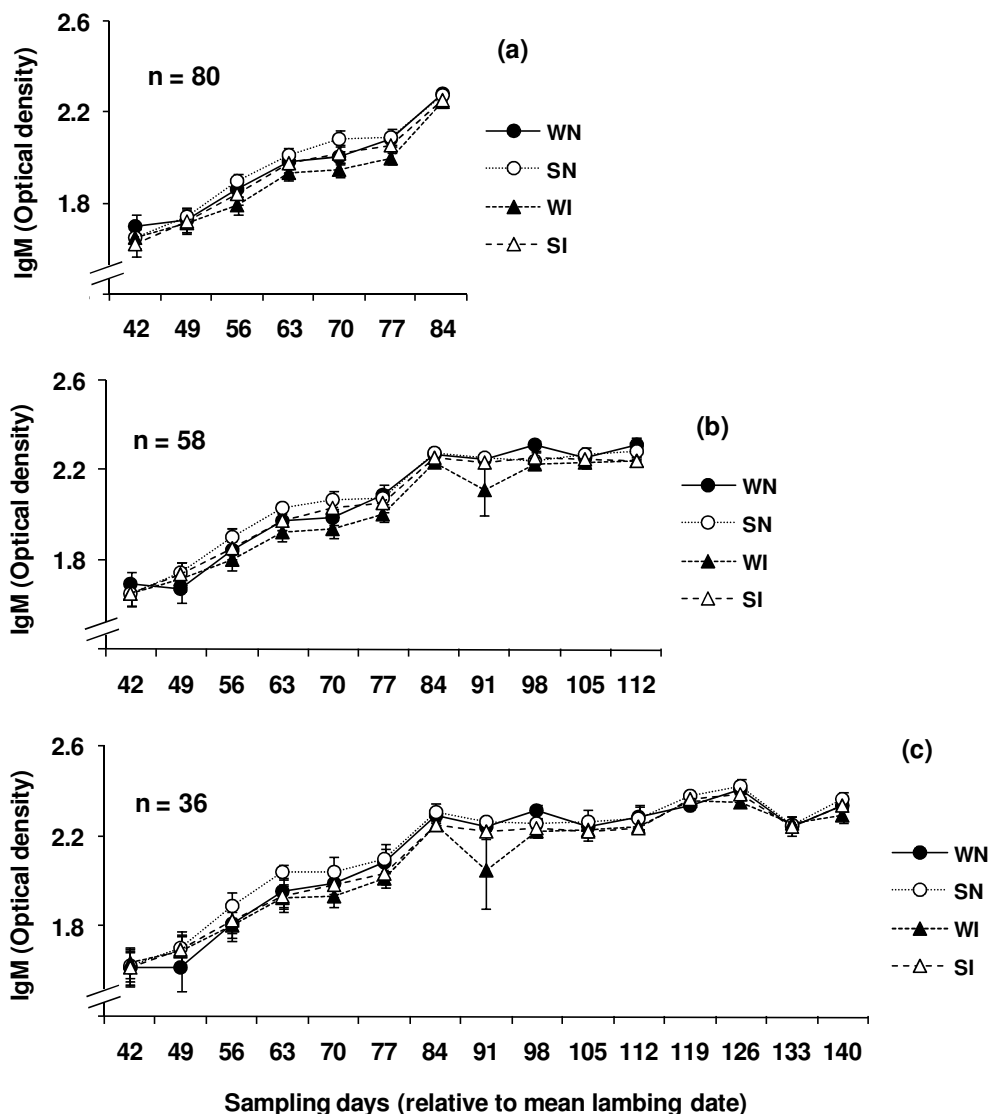 2.6
(a)
n = 80
2.2
WN
SN
WI
SI
1.8
IgM (Optical density)
42 49 56 63 70 77 84
2.6
(b)
n = 58
2.2
WN
SN
WI
SI
1.8
IgM (Optical density)
42 49 56 63 70 77 84 91 98 105 112
2.6
(c)
n = 36
2.2
WN
SN
WI
SI
1.8
IgM (Optical density)
42 49 56 63 70 77 84 91 98 105 112 119 126 133 140
Sampling days (relative to mean lambing date)